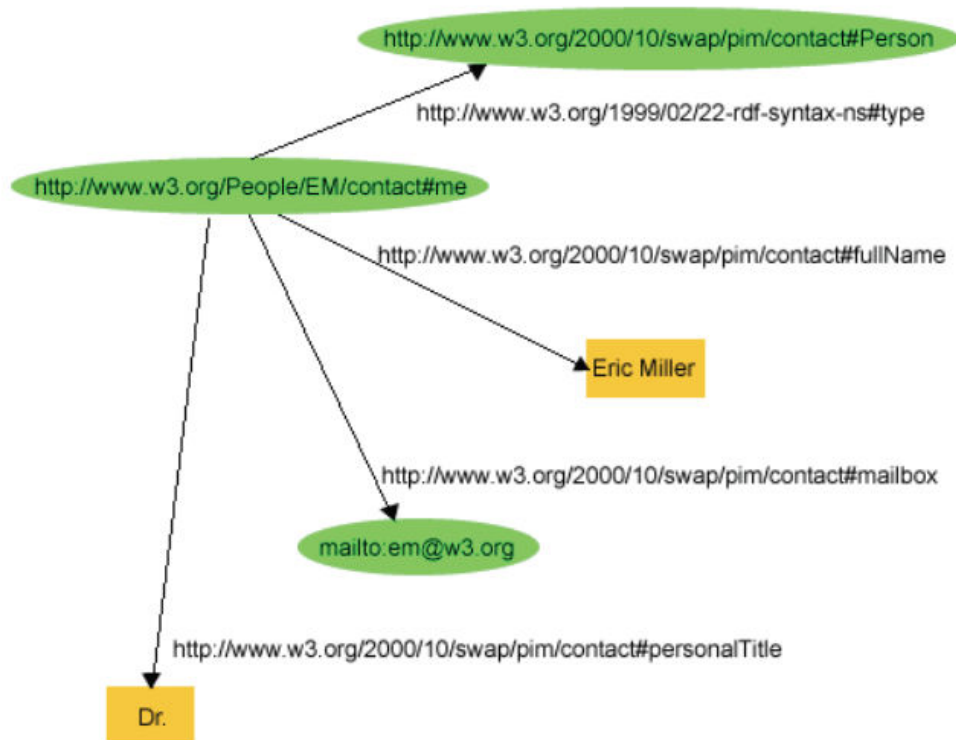 http://www.w3.org/2000/10/swap/pim/contact#Person
http://www.w3.org/1999/02/22-rdf-syntax-ns#type
http://www.w3.org/People/EM/contact#me
http://www.w3.org/2000/10/swap/pim/contact#fullName
Eric Miller
http://www.w3.org/2000/10/swap/pim/contact#mailbox
mailto:em@w3.org
http://www.w3.org/2000/10/swap/pim/contact#personalTitle
Dr.